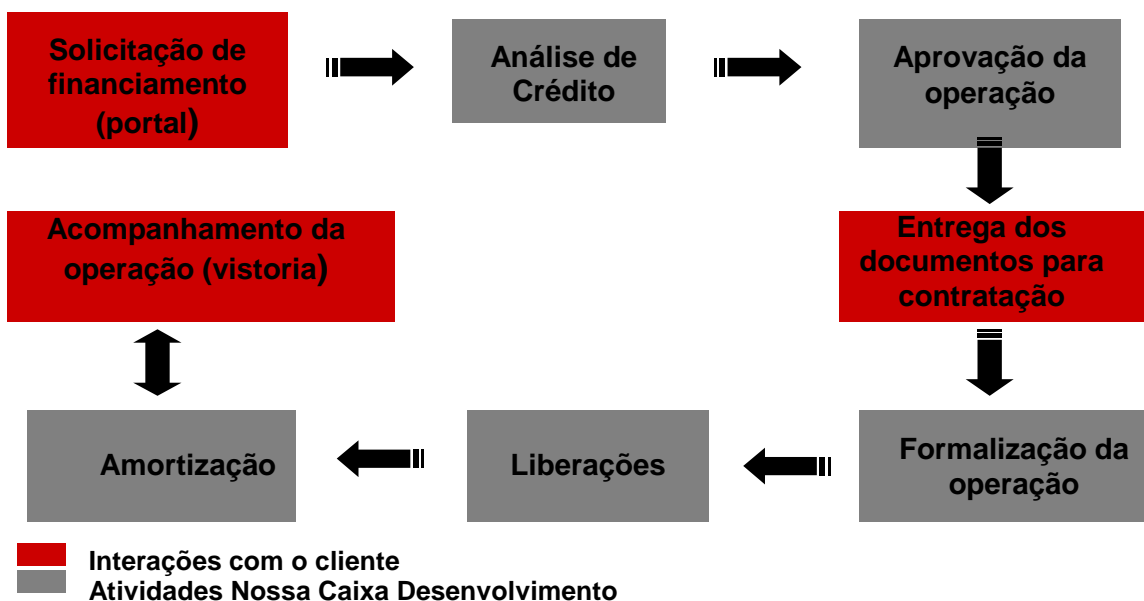 Solicitação de
financiamento
(portal)
Análise de
Crédito
Aprovação da
operação
Acompanhamento da
operação (vistoria)
Entrega dos
documentos para
contratação
Amortização
Liberações
Formalização da
operação
Interações com o cliente
Atividades Nossa Caixa Desenvolvimento